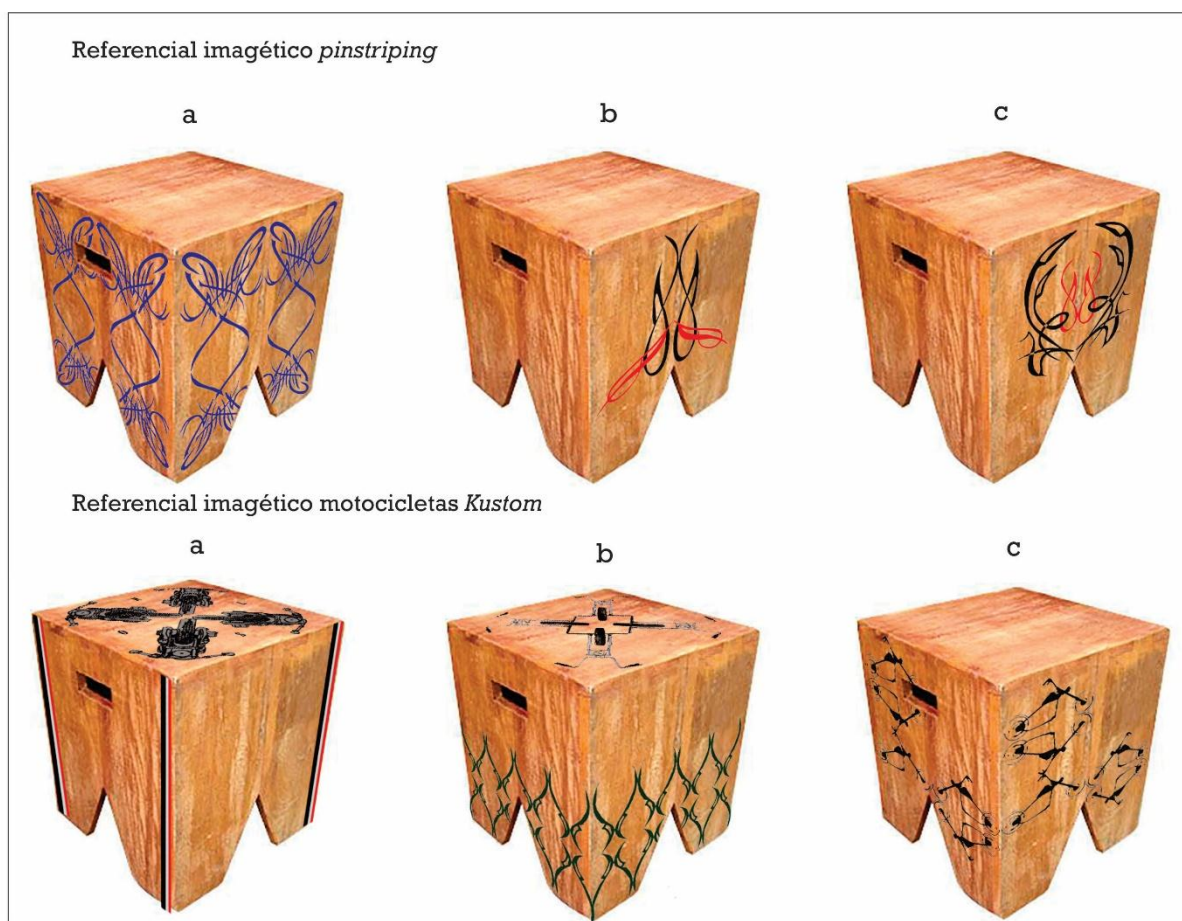 Referencial imagético pinstriping
a
b
c
Referencial imagético motocicletas Kustom
a
b
c